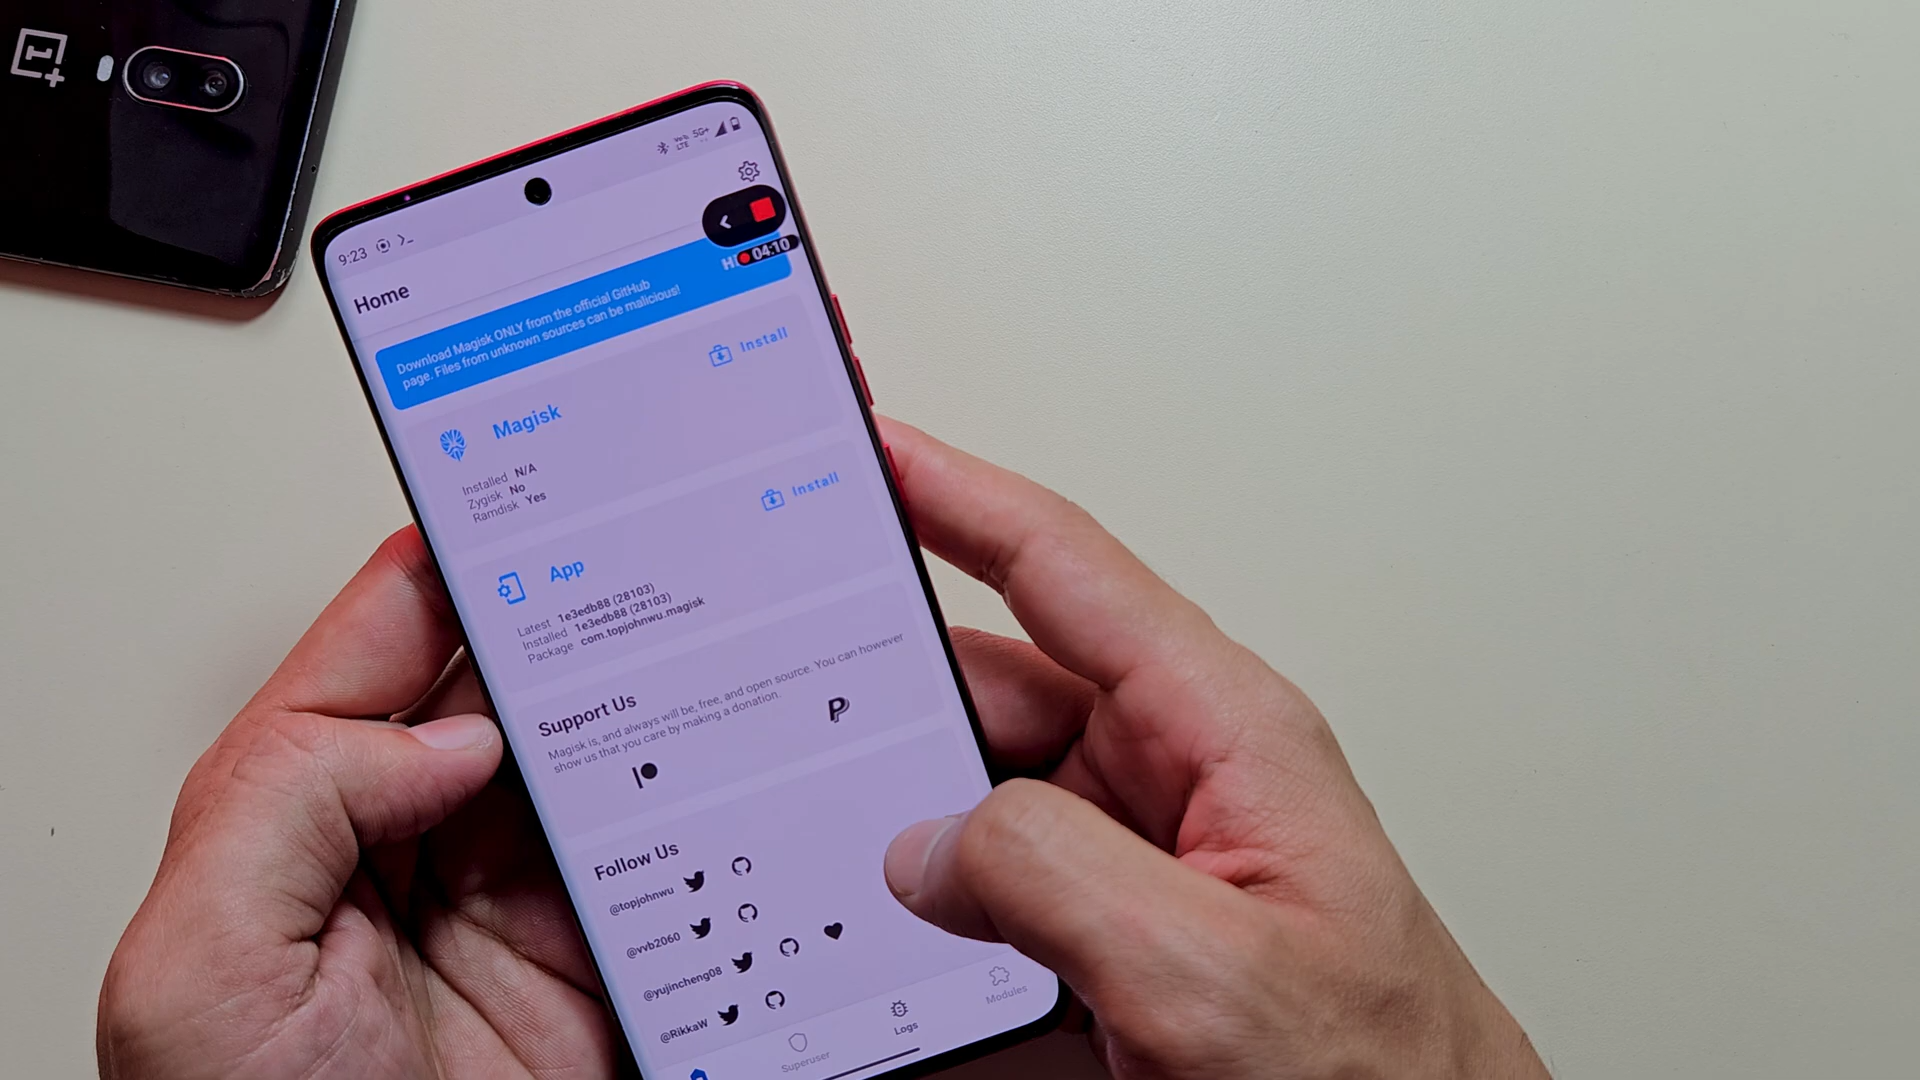 9:23
VoLTE 5G+
04:10
Home
Download Magisk ONLY from the official GitHub
page. Files from unknown sources can be malicious!
Magisk
Install
Installed N/A
Zygisk No
Ramdisk Yes
App
Install
Latest 1e3edb88 (28103)
Installed 1e3edb88 (28103)
Package com.topjohnwu.magisk
Support Us
Magisk is, and always will be, free, and open source. You can however
show us that you care by making a donation.
Follow Us
@topjohnwu
@vvb2060
@yujincheng08
@RikkaW
Superuser
Logs
Modules